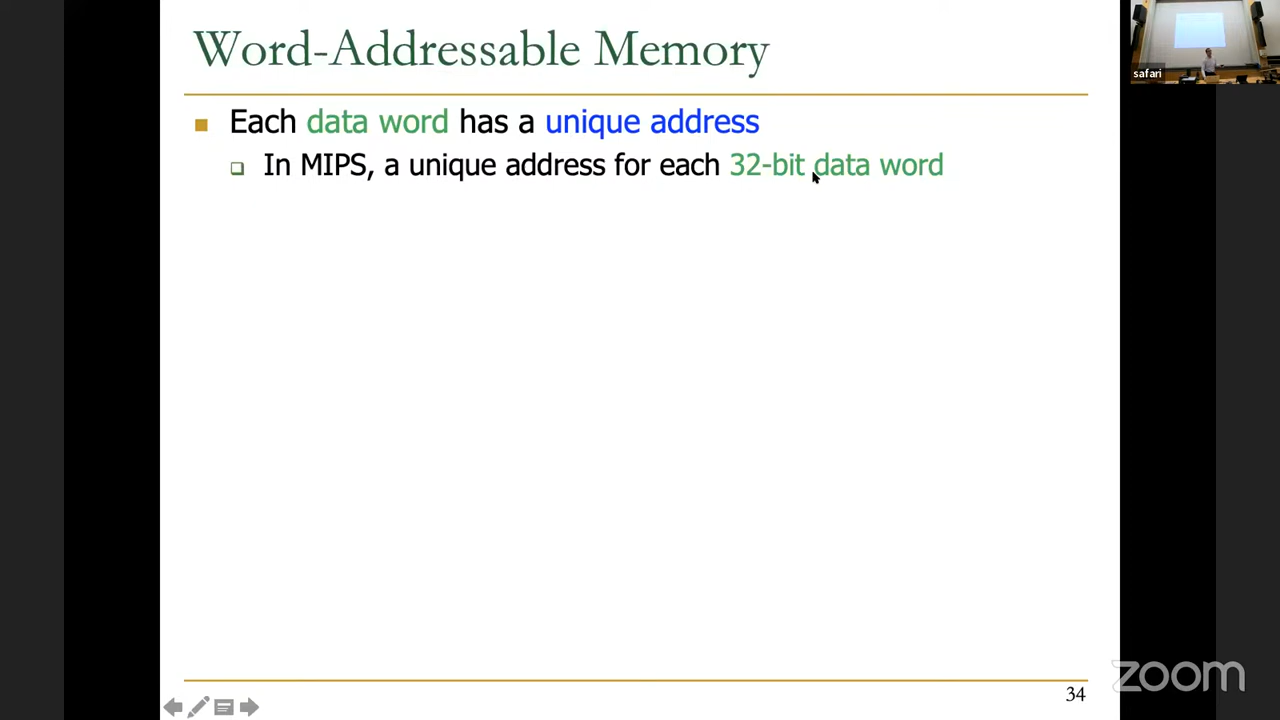 Word-Addressable Memory
safari
Each data word has a unique address
In MIPS, a unique address for each 32-bit data word
34
zoom